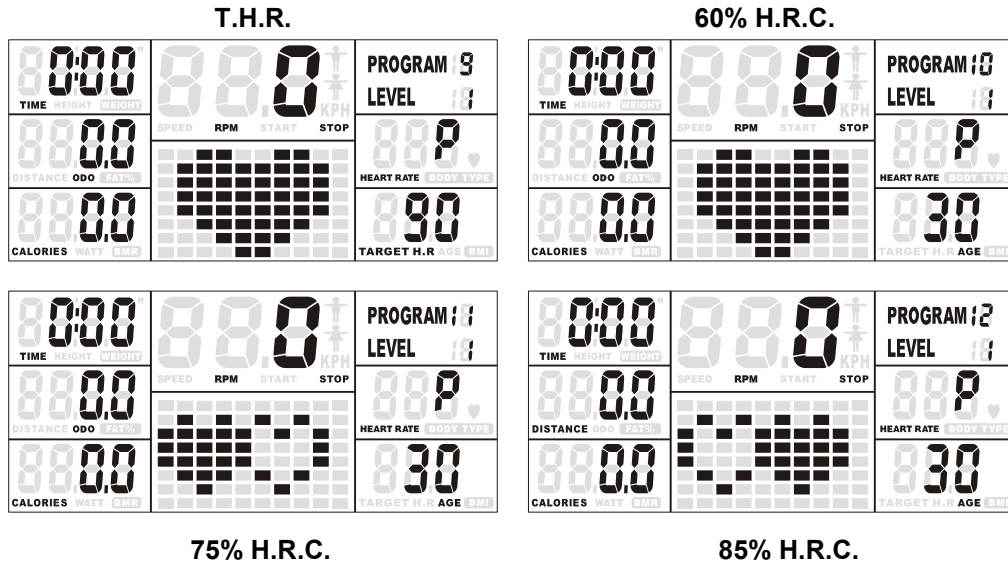 T.H.R.
0:00
TIME HEIGHT WEIGHT
0.0
DISTANCE ODO FAT%
0.0
CALORIES WATT BMR
0
KPH
SPEED RPM START STOP
PROGRAM 9
LEVEL 1
P
HEART RATE BODY TYPE
90
TARGET H.R AGE BMI
60% H.R.C.
0:00
TIME HEIGHT WEIGHT
0.0
DISTANCE ODO FAT%
0.0
CALORIES WATT BMR
0
KPH
SPEED RPM START STOP
PROGRAM 10
LEVEL 1
P
HEART RATE BODY TYPE
30
TARGET H.R AGE BMI
0:00
TIME HEIGHT WEIGHT
0.0
DISTANCE ODO FAT%
0.0
CALORIES WATT BMR
0
KPH
SPEED RPM START STOP
PROGRAM 11
LEVEL 1
P
HEART RATE BODY TYPE
30
TARGET H.R AGE BMI
75% H.R.C.
0:00
TIME HEIGHT WEIGHT
0.0
DISTANCE ODO FAT%
0.0
CALORIES WATT BMR
0
KPH
SPEED RPM START STOP
PROGRAM 12
LEVEL 1
P
HEART RATE BODY TYPE
30
TARGET H.R AGE BMI
85% H.R.C.